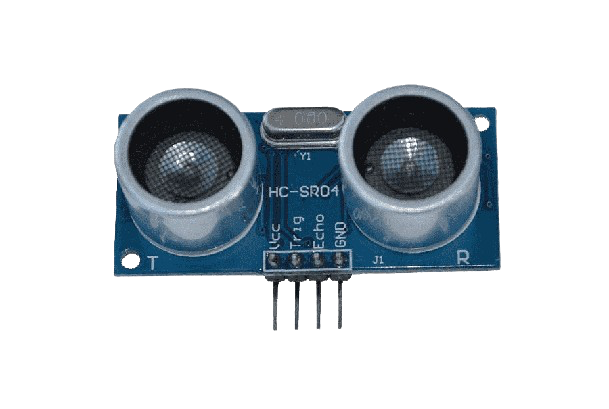 Y1
HC-SR04
Vcc
Trig
Echo
GND
T
J1
R